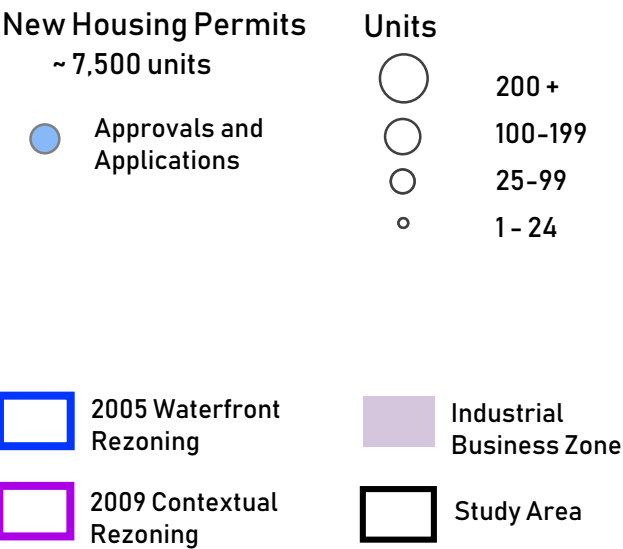 New Housing Permits
~ 7,500 units
Approvals and
Applications
Units
200 +
100-199
25-99
1 - 24
2005 Waterfront
Rezoning
2009 Contextual
Rezoning
Industrial
Business Zone
Study Area